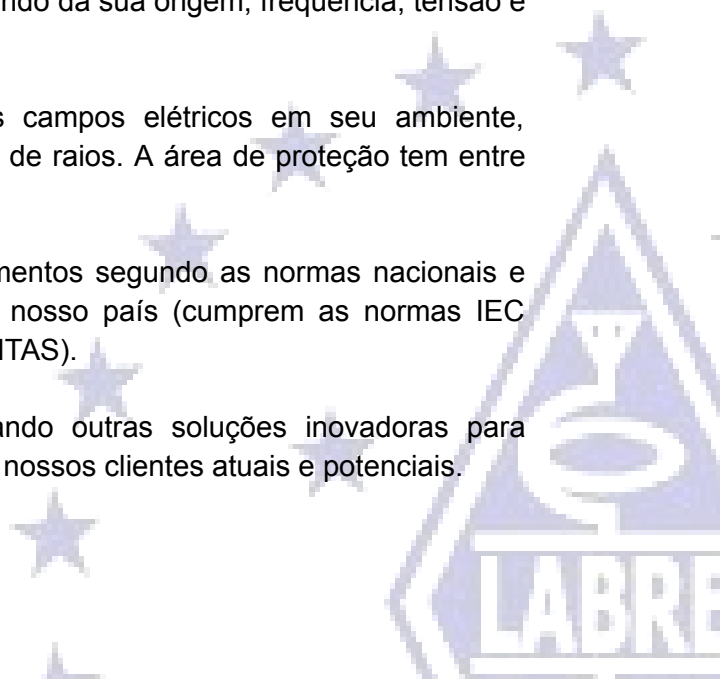 ndo da sua origem, frequência, tensão e
s campos elétricos em seu ambiente,
de raios. A área de proteção tem entre
mentos segundo as normas nacionais e
nosso país (cumprem as normas IEC
ITAS).
ando outras soluções inovadoras para
nossos clientes atuais e potenciais.
LABRE